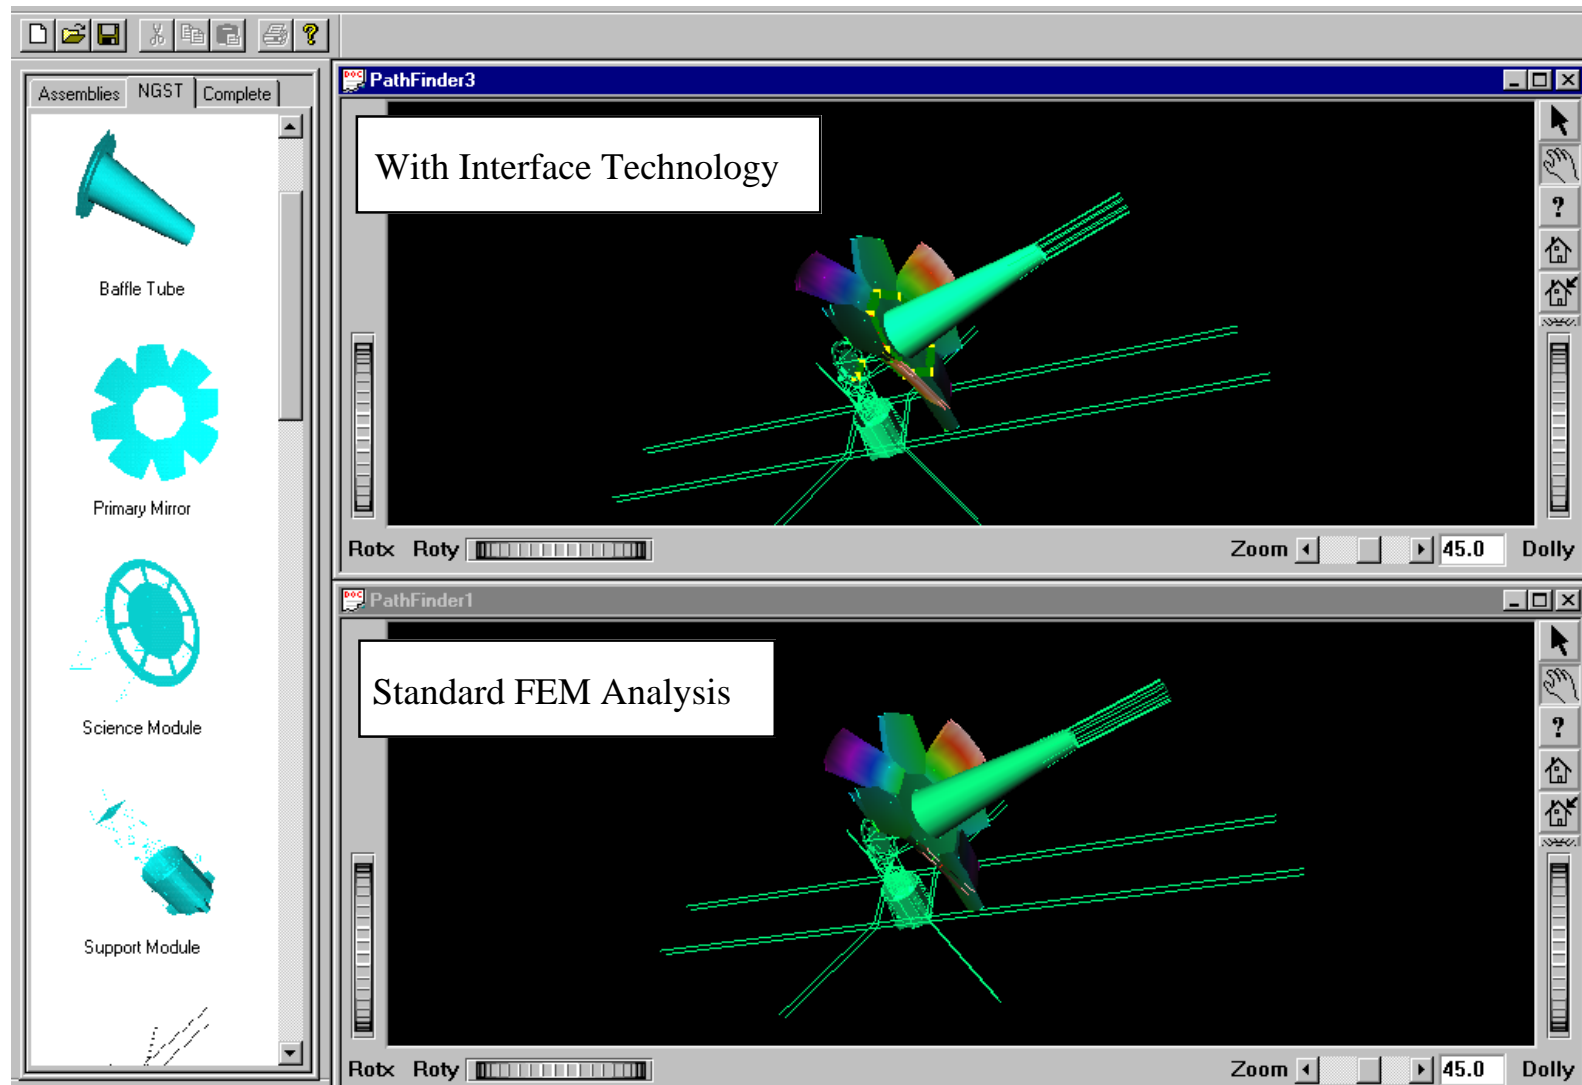 Assemblies NGST Complete
Baffle Tube
Primary Mirror
Science Module
Support Module
PathFinder3
With Interface Technology
?
Rotx Roty Zoom 45.0 Dolly
PathFinder1
Standard FEM Analysis
?
Rotx Roty Zoom 45.0 Dolly